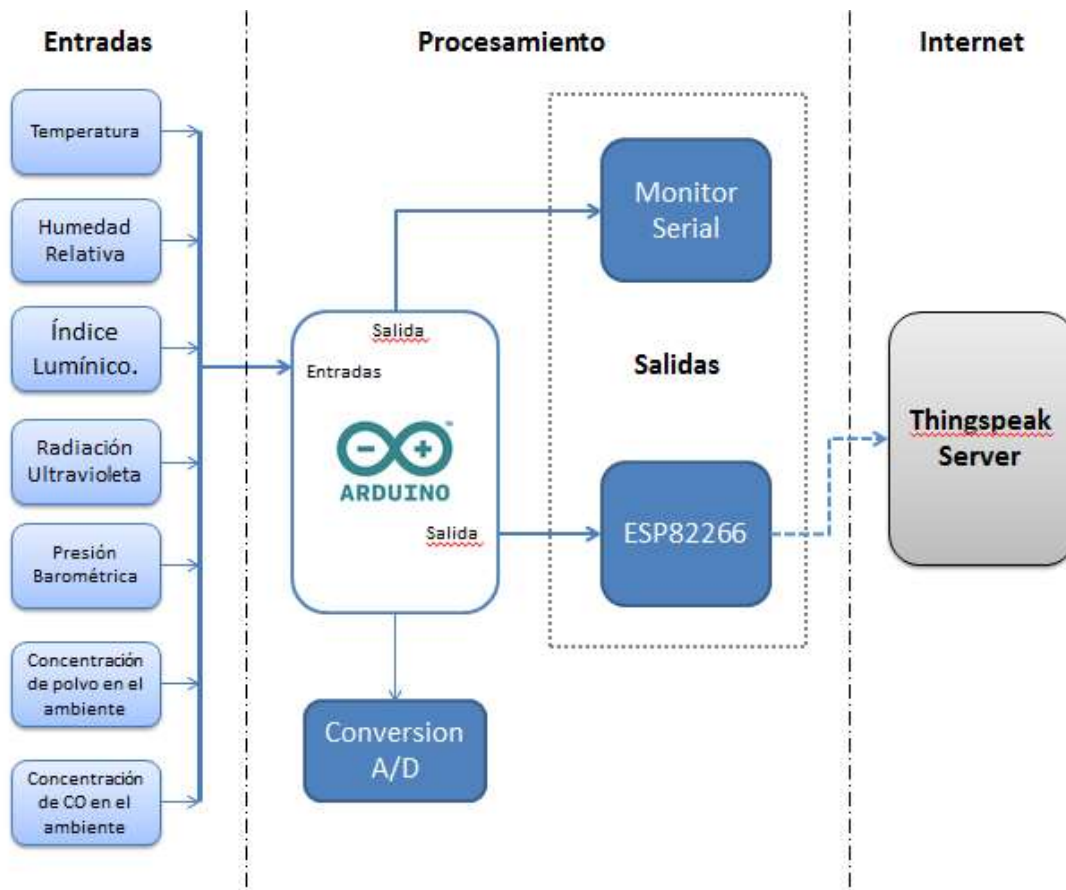 Entradas
Procesamiento
Internet
Temperatura
Humedad
Relativa
Índice
Lumínico.
Radiación
Ultravioleta
Presión
Barométrica
Concentración
de polvo en el
ambiente
Concentración
de CO en el
ambiente
Salida
Entradas
ARDUINO
Salida
Conversion
A/D
Monitor
Serial
Salidas
ESP82266
Thingspeak
Server